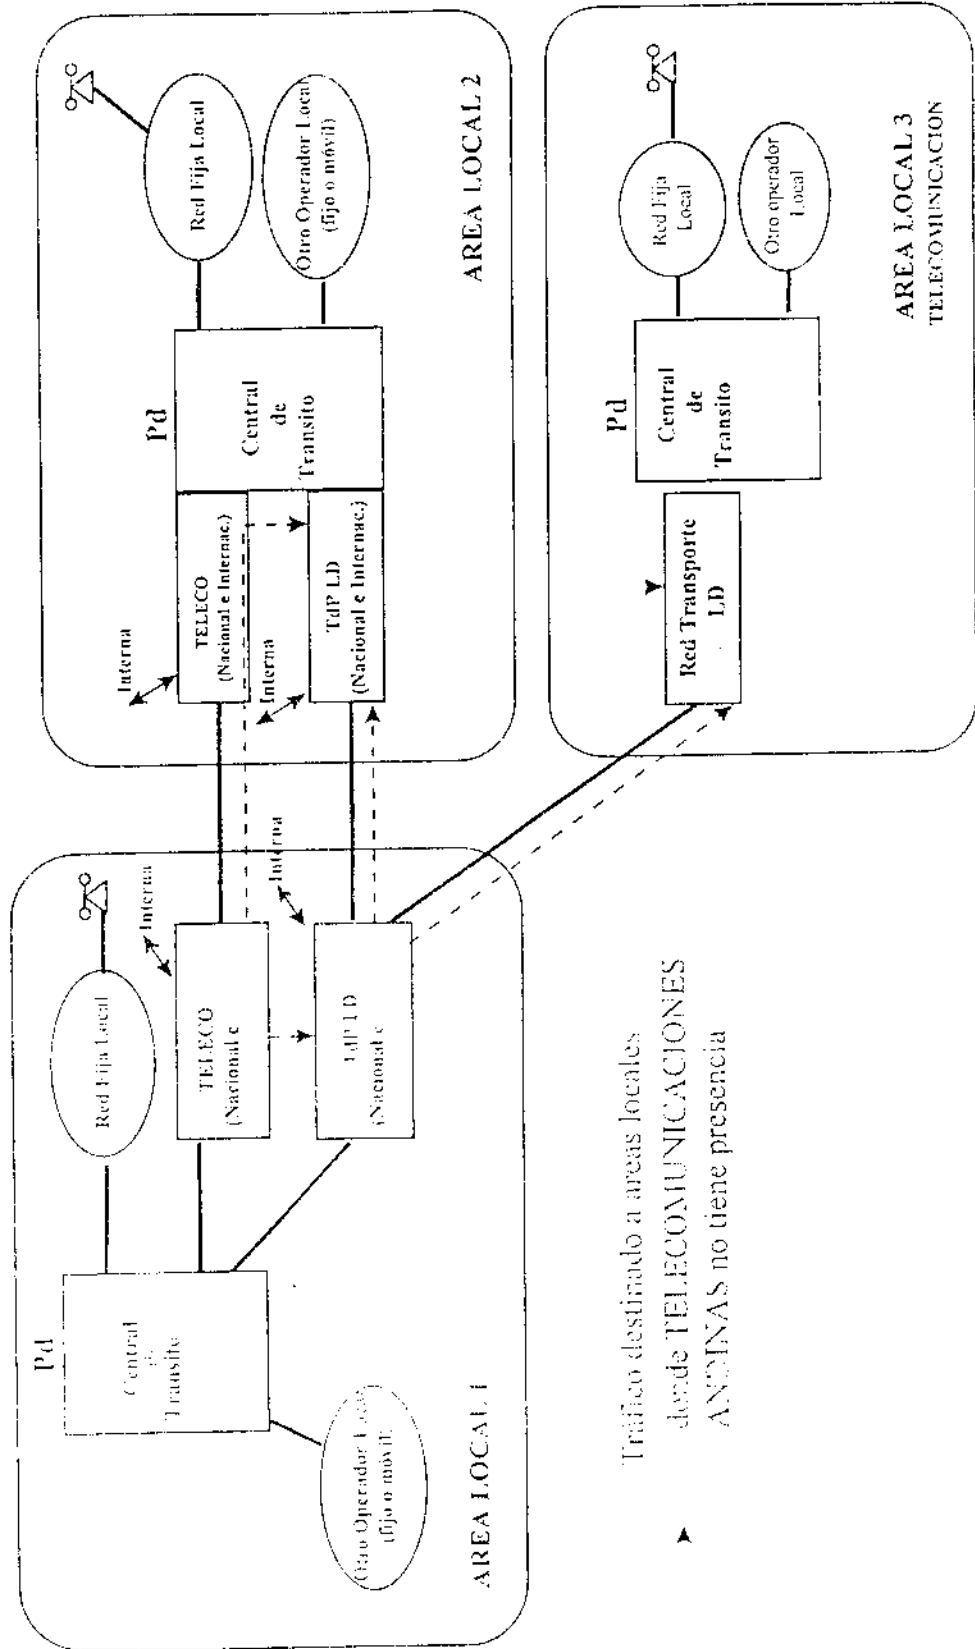 Pd
Central
de
Transito
Red Fija Local
Otro Operador Local
(fijo o móvil)
TELECO
(Nacional e
TdP LD
(Nacional e
Interna
Interna
AREA LOCAL 1
Interna
Interna
TELECO
(Nacional e Internac.)
TdP LD
(Nacional e Internac.)
Pd
Central
de
Transito
Red Fija Local
Otro Operador Local
(fijo o móvil)
AREA LOCAL 2
Tráfico destinado a areas locales
donde TELECOMUNICACIONES
ANDINAS no tiene presencia
Red Transporte
LD
Pd
Central
de
Transito
Red Fija
Local
Otro operador
Local
AREA LOCAL 3
TELECOMUNICACION